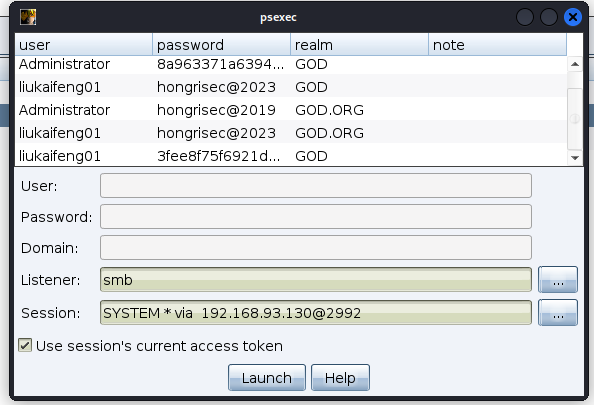 psexec
user password realm note
Administrator 8a963371a6394... GOD
liukaifeng01 hongrisec@2023 GOD
Administrator hongrisec@2019 GOD.ORG
liukaifeng01 hongrisec@2023 GOD.ORG
liukaifeng01 3fee8f75f6921d... GOD
User:
Password:
Domain:
Listener: smb ...
Session: SYSTEM * via 192.168.93.130@2992 ...
Use session's current access token
Launch Help